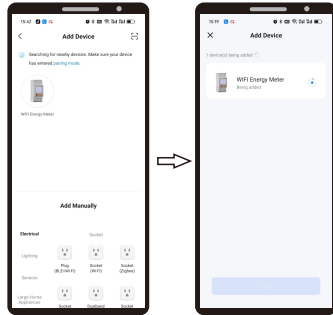 15:42
Add Device
Searching for nearby devices. Make sure your device
has entered pairing mode.
WIFI Energy Meter
Add Manually
Electrical
Socket
Lighting
Plug
(BLE+Wi-Fi)
Socket
(Wi-Fi)
Socket
(Zigbee)
Sensors
Large Home
Appliances
Socket
Dualband
Socket
15:19
Add Device
1 device(s) being added
WIFI Energy Meter
Being added